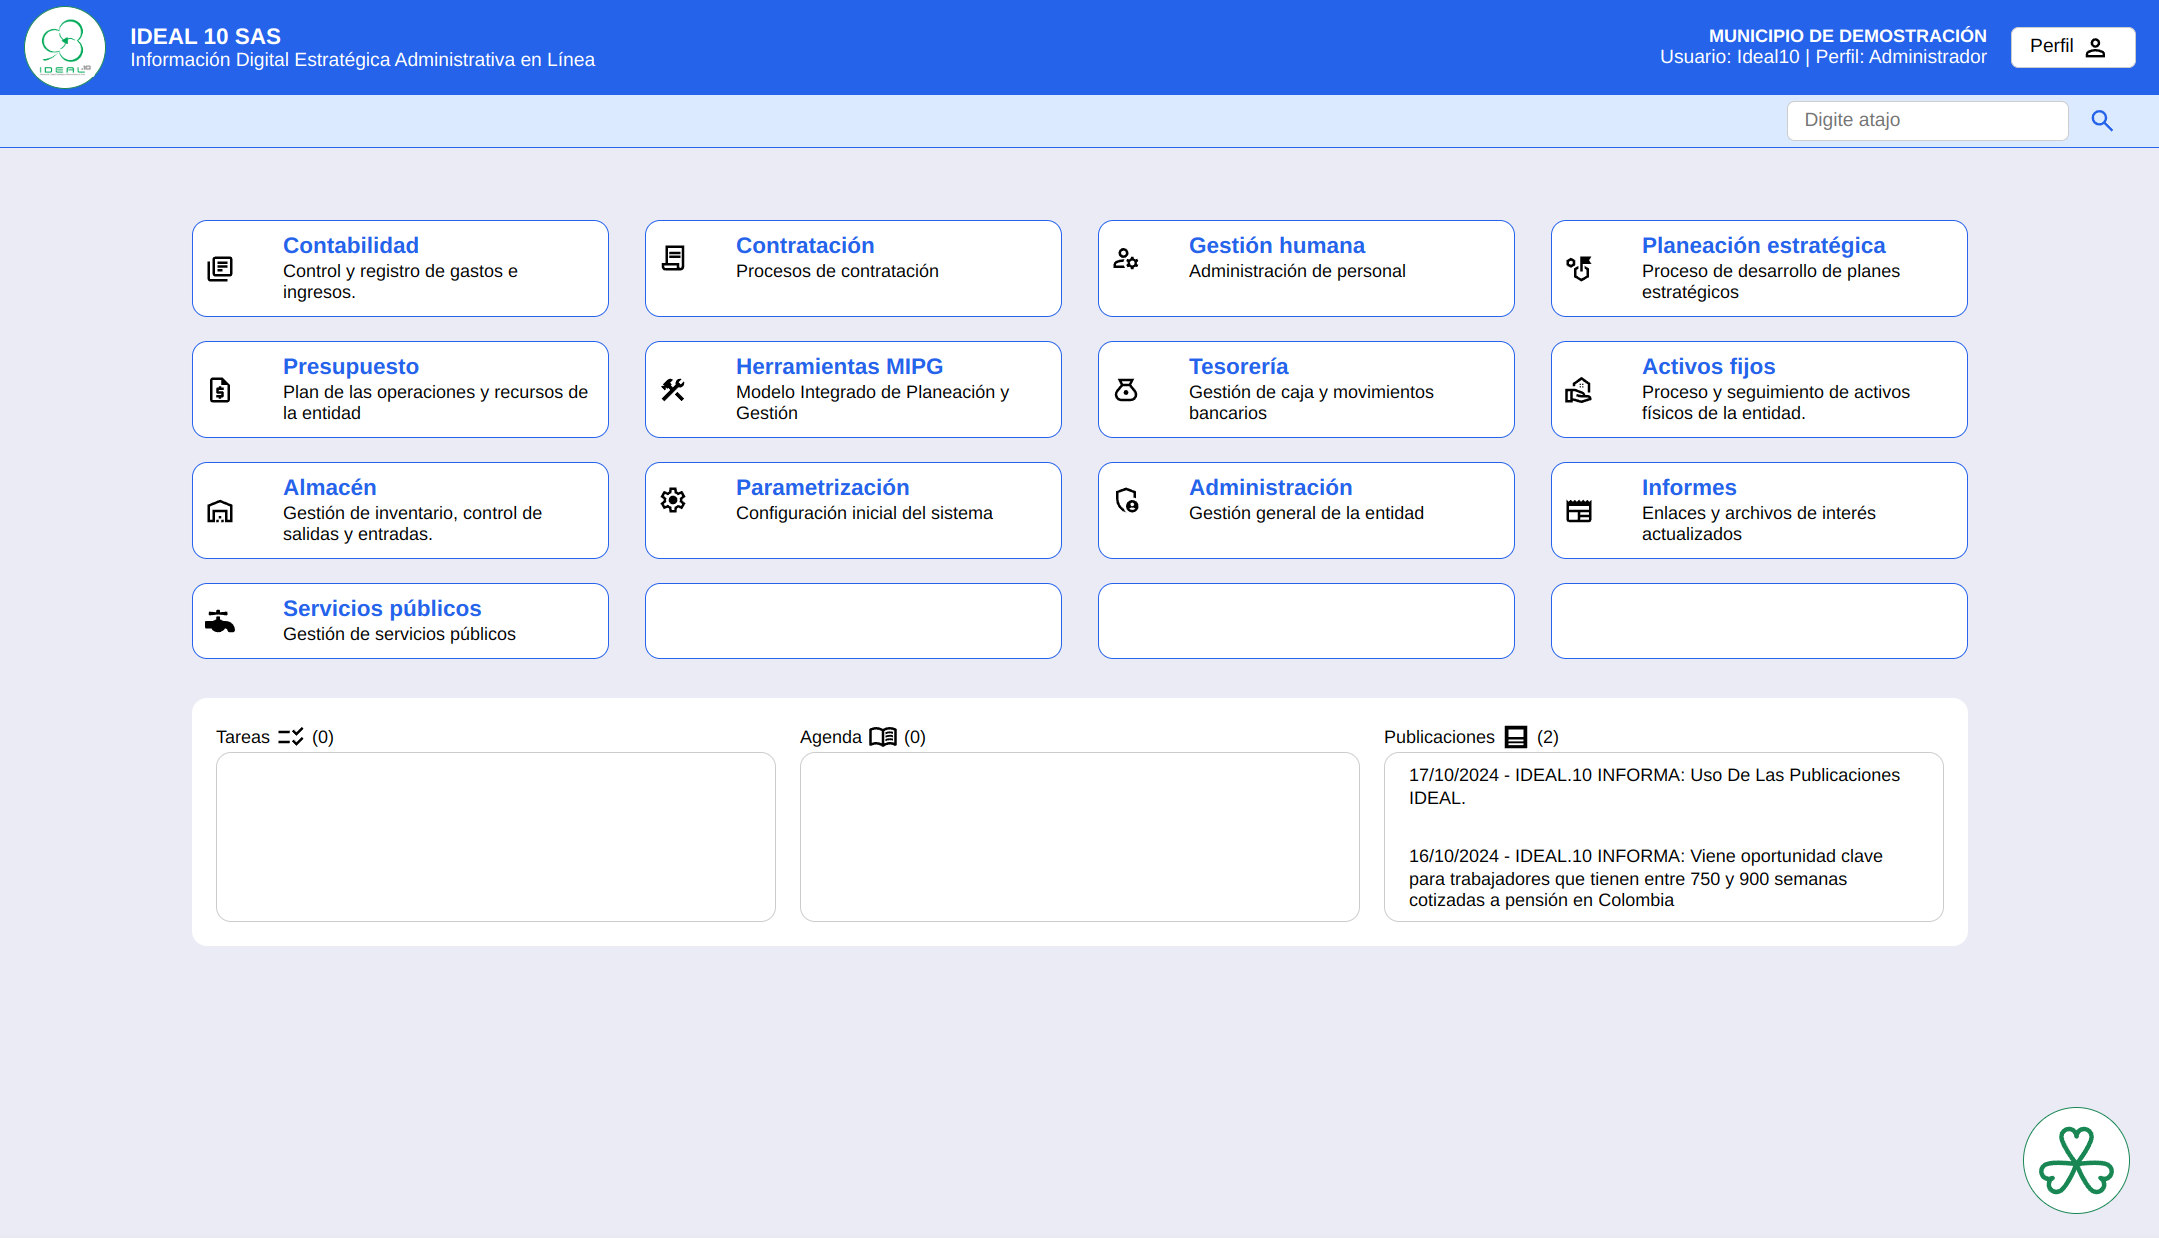 IDEAL 10 SAS
Información Digital Estratégica Administrativa en Línea
MUNICIPIO DE DEMOSTRACIÓN
Usuario: Ideal10 | Perfil: Administrador
Perfil
IDEAL 10
Digite atajo
Contabilidad
Control y registro de gastos e
ingresos.
Contratación
Procesos de contratación
Gestión humana
Administración de personal
Planeación estratégica
Proceso de desarrollo de planes
estratégicos
Presupuesto
Plan de las operaciones y recursos de
la entidad
Herramientas MIPG
Modelo Integrado de Planeación y
Gestión
Tesorería
Gestión de caja y movimientos
bancarios
Activos fijos
Proceso y seguimiento de activos
físicos de la entidad.
Almacén
Gestión de inventario, control de
salidas y entradas.
Parametrización
Configuración inicial del sistema
Administración
Gestión general de la entidad
Informes
Enlaces y archivos de interés
actualizados
Servicios públicos
Gestión de servicios públicos
Tareas (0)
Agenda (0)
Publicaciones (2)
17/10/2024 - IDEAL.10 INFORMA: Uso De Las Publicaciones
IDEAL.
16/10/2024 - IDEAL.10 INFORMA: Viene oportunidad clave
para trabajadores que tienen entre 750 y 900 semanas
cotizadas a pensión en Colombia